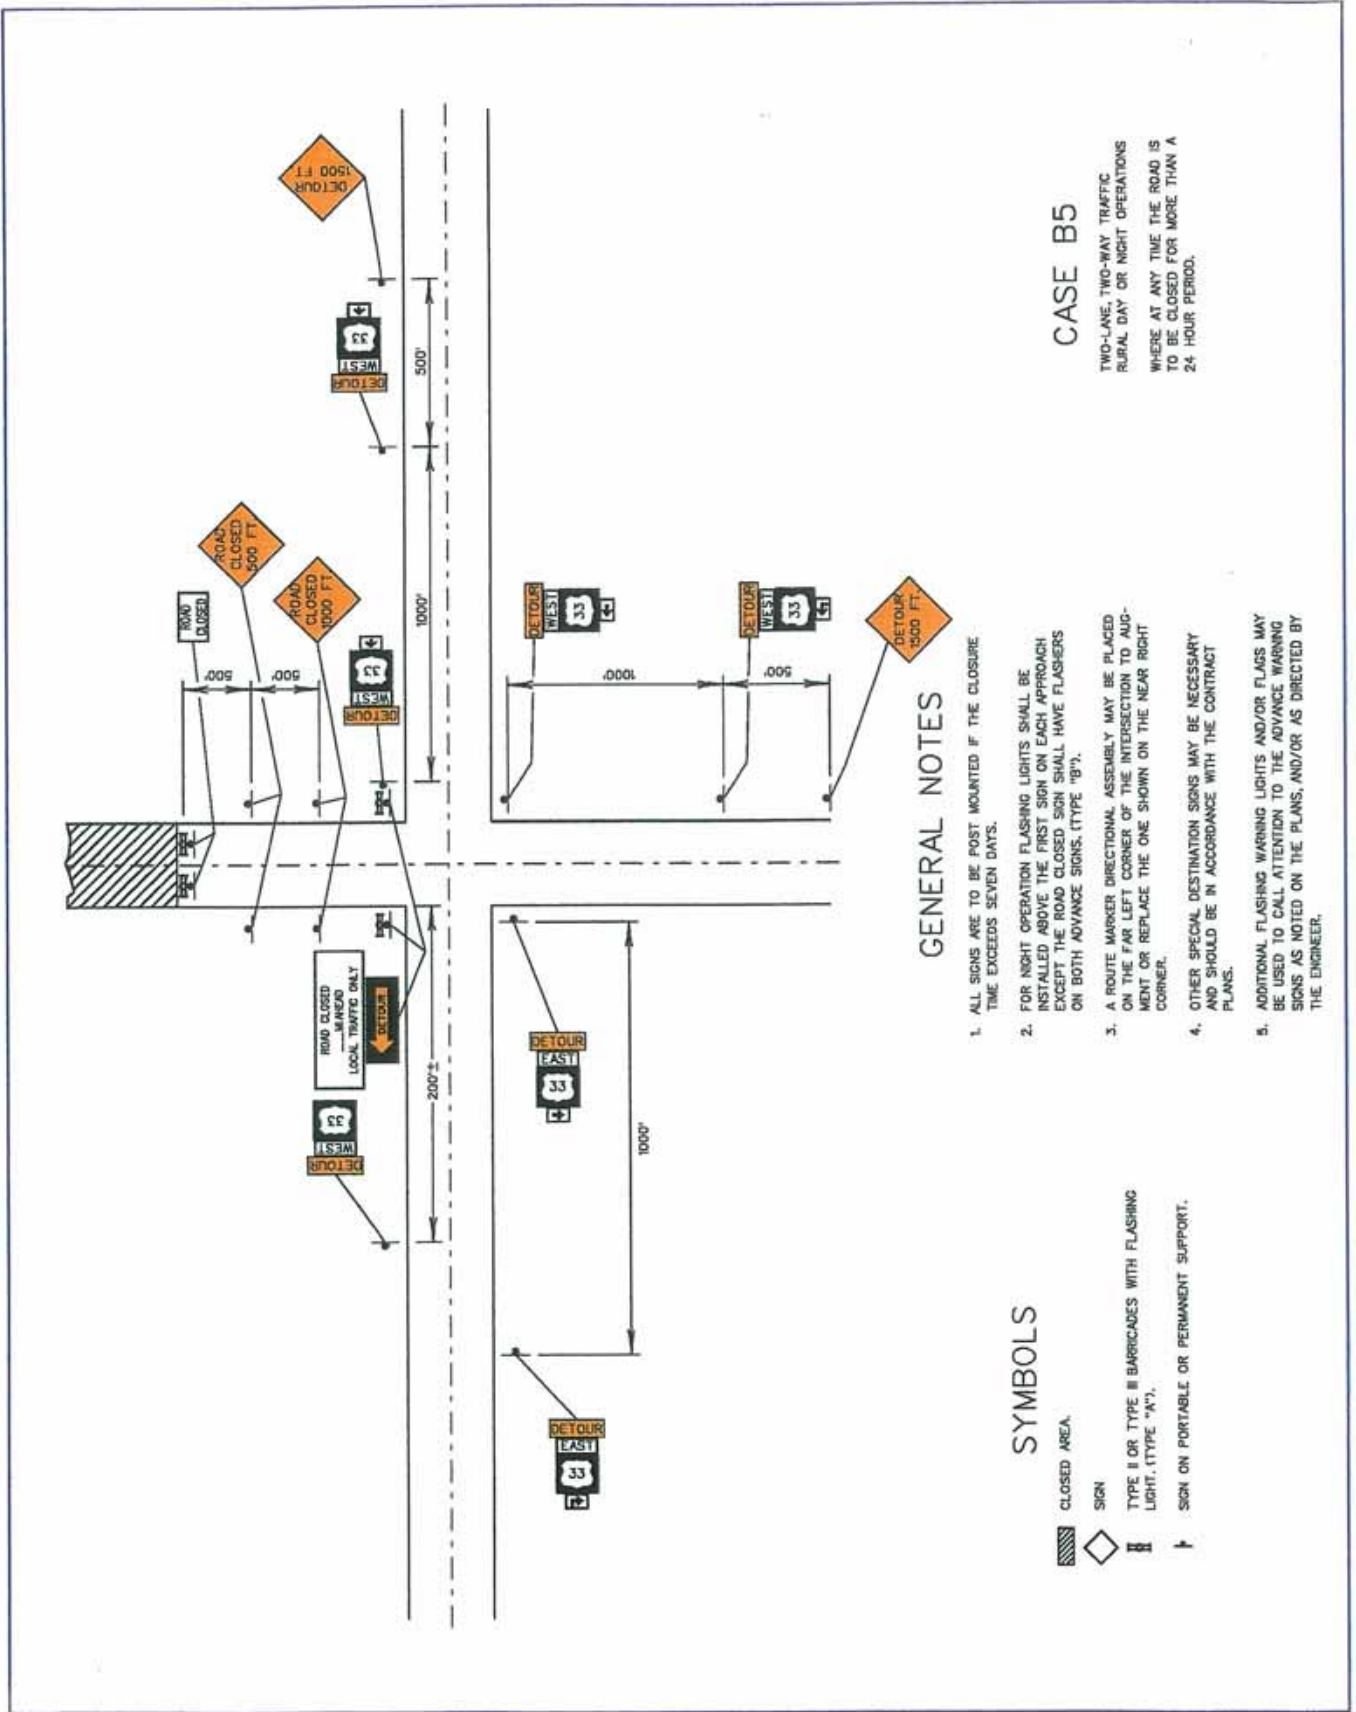 DETOUR
1500 FT
DETOUR
WEST
33
500'
ROAD
CLOSED
500 FT.
ROAD
CLOSED
1000 FT
ROAD
CLOSED
500'
500'
DETOUR
WEST
33
1000'
ROAD CLOSED
MI AHEAD
LOCAL TRAFFIC ONLY
DETOUR
DETOUR
WEST
33
200'±
DETOUR
WEST
33
1000'
DETOUR
WEST
33
500'
DETOUR
1500 FT.
DETOUR
EAST
33
1000'
DETOUR
EAST
33
SYMBOLS
CLOSED AREA.
SIGN
TYPE II OR TYPE III BARRICADES WITH FLASHING
LIGHT. (TYPE "A").
SIGN ON PORTABLE OR PERMANENT SUPPORT.
GENERAL NOTES
1. ALL SIGNS ARE TO BE POST MOUNTED IF THE CLOSURE
TIME EXCEEDS SEVEN DAYS.
2. FOR NIGHT OPERATION FLASHING LIGHTS SHALL BE
INSTALLED ABOVE THE FIRST SIGN ON EACH APPROACH
EXCEPT THE ROAD CLOSED SIGN SHALL HAVE FLASHERS
ON BOTH ADVANCE SIGNS. (TYPE "B").
3. A ROUTE MARKER DIRECTIONAL ASSEMBLY MAY BE PLACED
ON THE FAR LEFT CORNER OF THE INTERSECTION TO AUG-
MENT OR REPLACE THE ONE SHOWN ON THE NEAR RIGHT
CORNER.
4. OTHER SPECIAL DESTINATION SIGNS MAY BE NECESSARY
AND SHOULD BE IN ACCORDANCE WITH THE CONTRACT
PLANS.
5. ADDITIONAL FLASHING WARNING LIGHTS AND/OR FLAGS MAY
BE USED TO CALL ATTENTION TO THE ADVANCE WARNING
SIGNS AS NOTED ON THE PLANS, AND/OR AS DIRECTED BY
THE ENGINEER.
CASE B5
TWO-LANE, TWO-WAY TRAFFIC
RURAL DAY OR NIGHT OPERATIONS
WHERE AT ANY TIME THE ROAD IS
TO BE CLOSED FOR MORE THAN A
24 HOUR PERIOD.